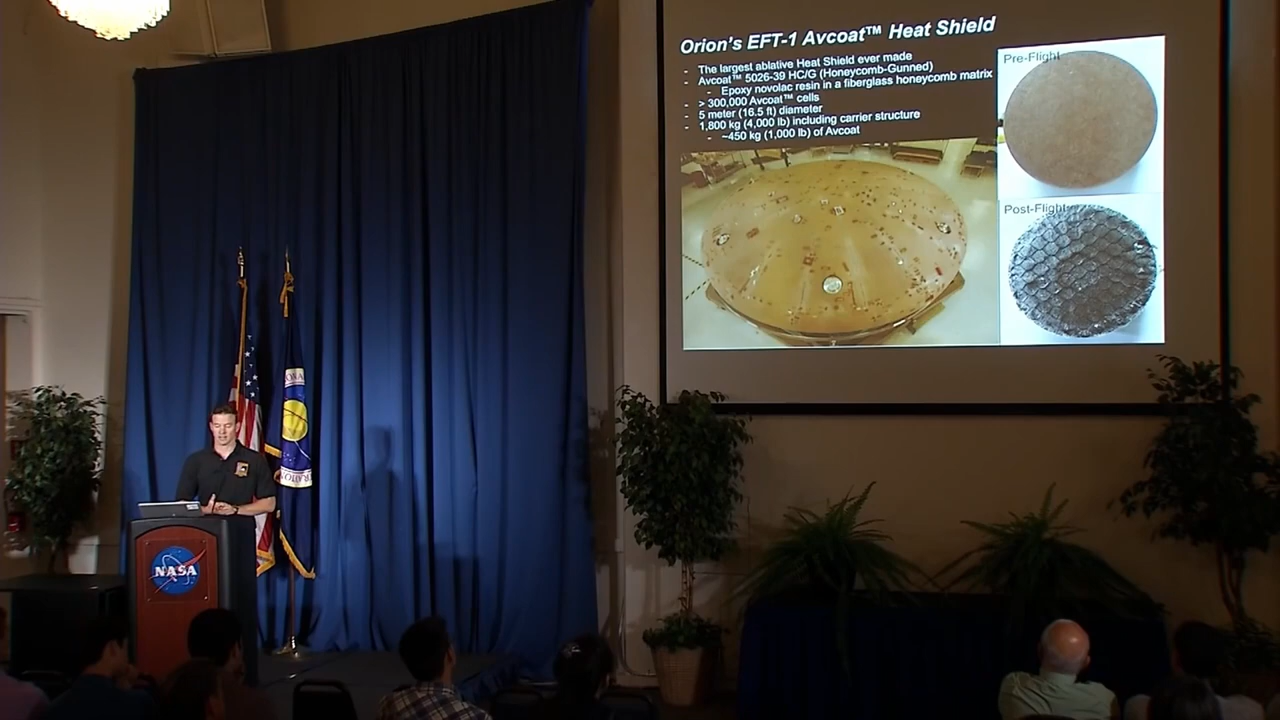 Orion's EFT-1 Avcoat™ Heat Shield
- The largest ablative Heat Shield ever made
- Avcoat™ 5026-39 HC/G (Honeycomb-Gunned)
- Epoxy novolac resin in a fiberglass honeycomb matrix
- > 300,000 Avcoat™ cells
- 5 meter (16.5 ft) diameter
- 1,800 kg (4,000 lb) including carrier structure
- ~450 kg (1,000 lb) of Avcoat
Pre-Flight
Post-Flight
NASA